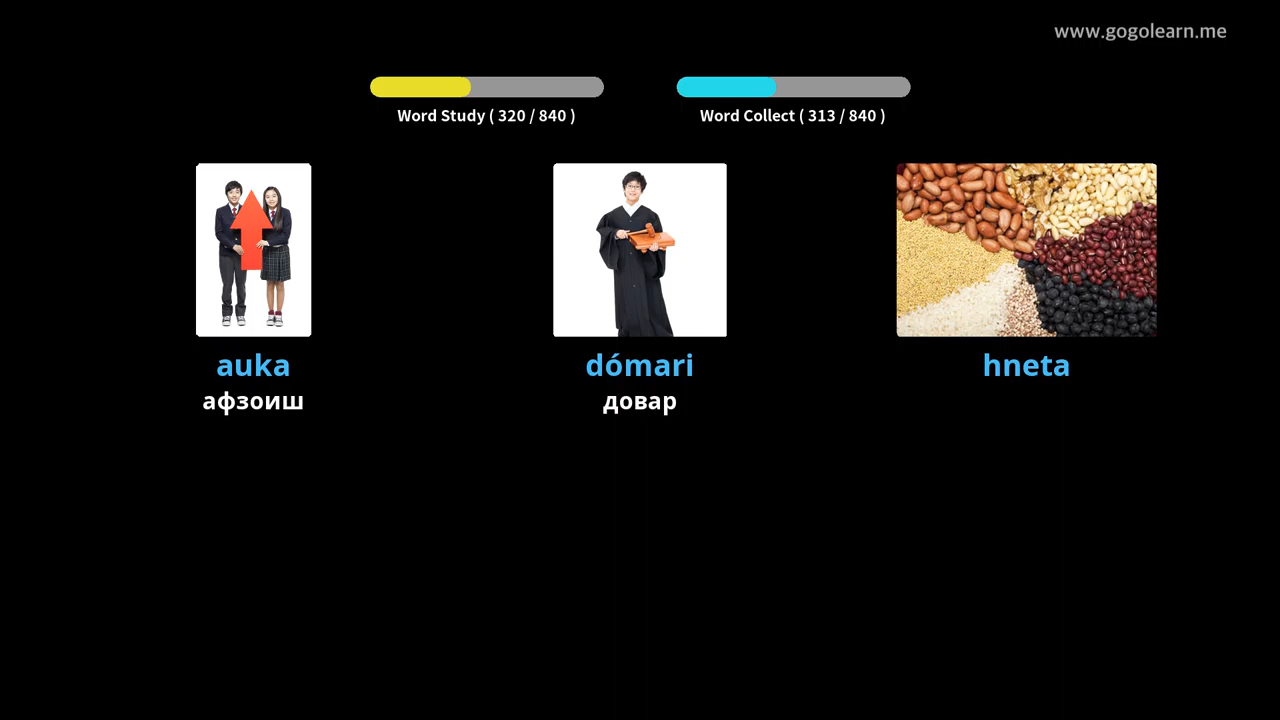 www.gogolearn.me
Word Study ( 320 / 840 )
Word Collect ( 313 / 840 )
auka
dómari
hneta
афзоиш
довар